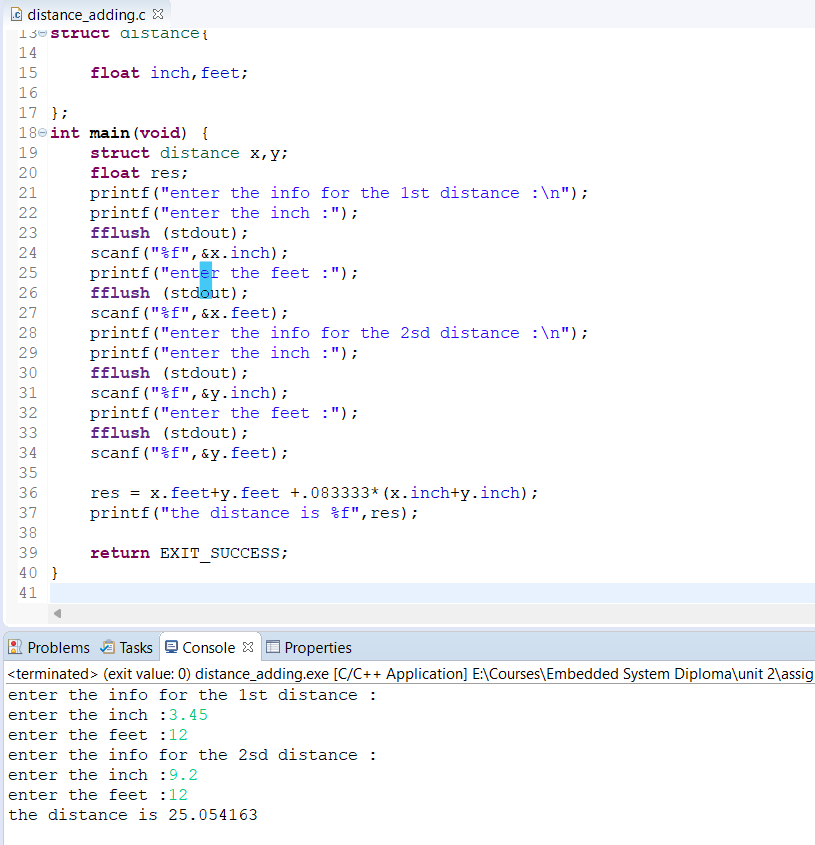 distance_adding.c
13 struct distance{
14
15     float inch,feet;
16
17 };
18 int main(void) {
19     struct distance x,y;
20     float res;
21     printf("enter the info for the 1st distance :\n");
22     printf("enter the inch :");
23     fflush (stdout);
24     scanf("%f",&x.inch);
25     printf("enter the feet :");
26     fflush (stdout);
27     scanf("%f",&x.feet);
28     printf("enter the info for the 2sd distance :\n");
29     printf("enter the inch :");
30     fflush (stdout);
31     scanf("%f",&y.inch);
32     printf("enter the feet :");
33     fflush (stdout);
34     scanf("%f",&y.feet);
35
36     res = x.feet+y.feet +.083333*(x.inch+y.inch);
37     printf("the distance is %f",res);
38
39     return EXIT_SUCCESS;
40 }
41
Problems Tasks Console Properties
<terminated> (exit value: 0) distance_adding.exe [C/C++ Application] E:\Courses\Embedded System Diploma\unit 2\assig
enter the info for the 1st distance :
enter the inch :3.45
enter the feet :12
enter the info for the 2sd distance :
enter the inch :9.2
enter the feet :12
the distance is 25.054163